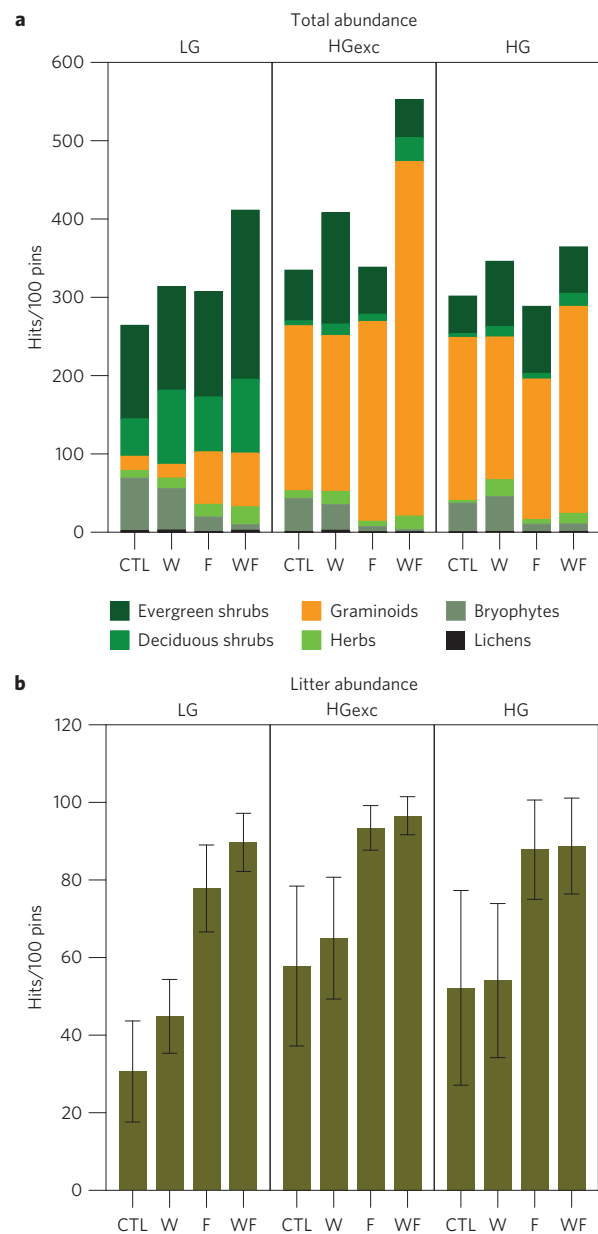 a
Total abundance
LG HGexc HG
600
500
400
300
200
100
0
Hits/100 pins
CTL W F WF CTL W F WF CTL W F WF
Evergreen shrubs Graminoids Bryophytes
Deciduous shrubs Herbs Lichens
b
Litter abundance
LG HGexc HG
120
100
80
60
40
20
0
Hits/100 pins
CTL W F WF CTL W F WF CTL W F WF